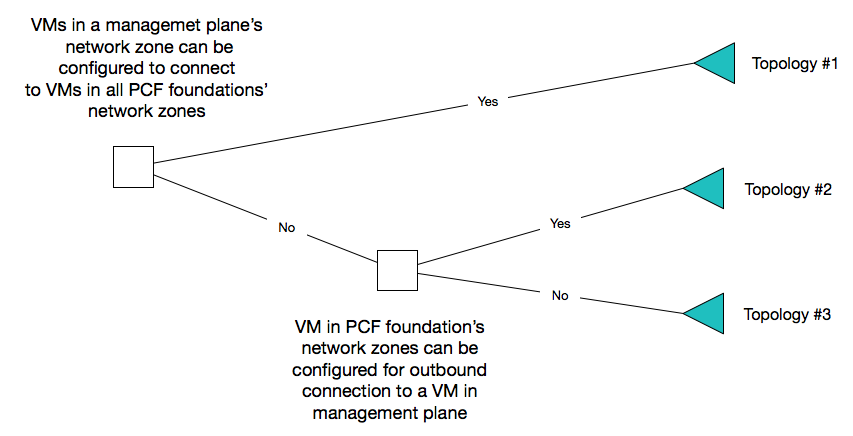 VMs in a managemet plane’s
network zone can be
configured to connect
to VMs in all PCF foundations’
network zones
Yes
Topology #1
No
Yes
Topology #2
No
Topology #3
VM in PCF foundation’s
network zones can be
configured for outbound
connection to a VM in
management plane